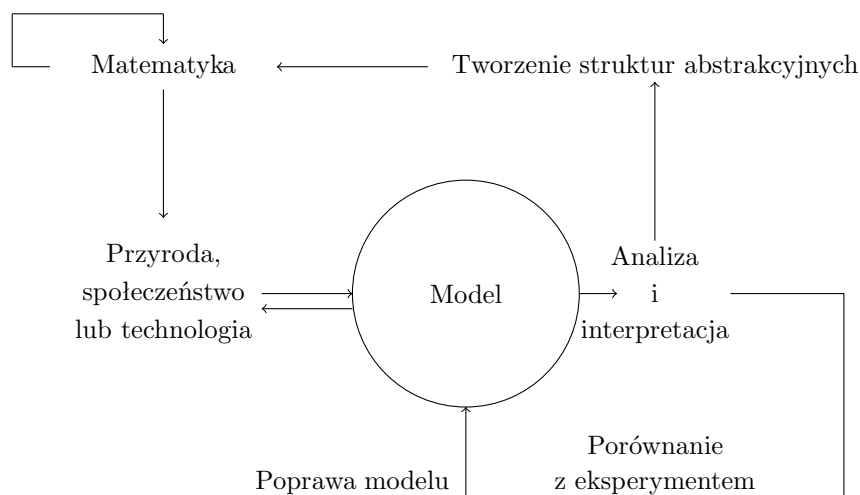 Matematyka
Tworzenie struktur abstrakcyjnych
Przyroda,
społeczeństwo
lub technologia
Model
Analiza
i
interpretacja
Poprawa modelu
Porównanie
z eksperymentem